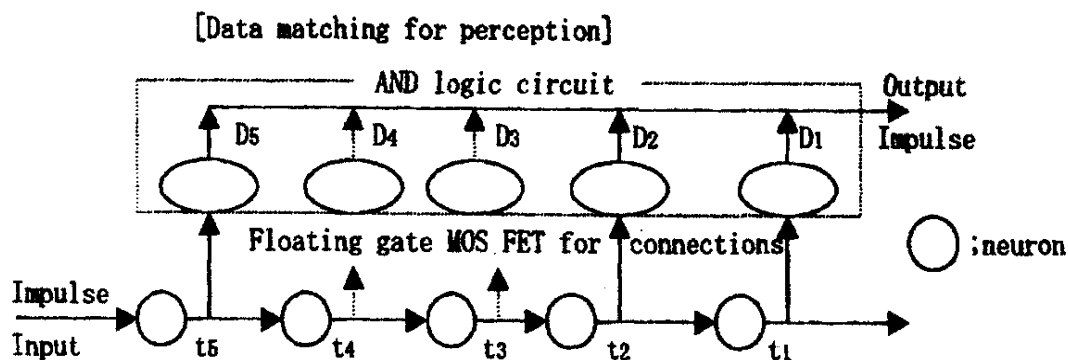 [Data matching for perception]
AND logic circuit
Output
Impulse
D5 D4 D3 D2 D1
Floating gate MOS FET for connections
;neuron
Impulse
Input
t5 t4 t3 t2 t1